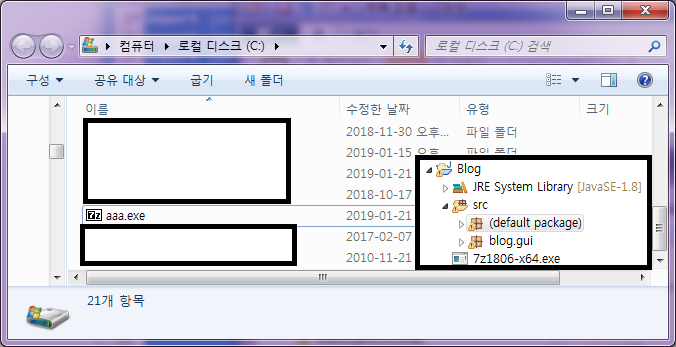 컴퓨터 ▸ 로컬 디스크 (C:) ▸
로컬 디스크 (C:) 검색
구성 공유 대상 굽기 새 폴더
이름 수정한 날짜 유형 크기
2018-11-30 오후... 파일 폴더
2019-01-15 오후... 파일 폴더
2019-01-21
2018-10-17
aaa.exe 2019-01-21
2017-02-07
2010-11-21
Blog
JRE System Library [JavaSE-1.8]
src
(default package)
blog.gui
7z1806-x64.exe
21개 항목